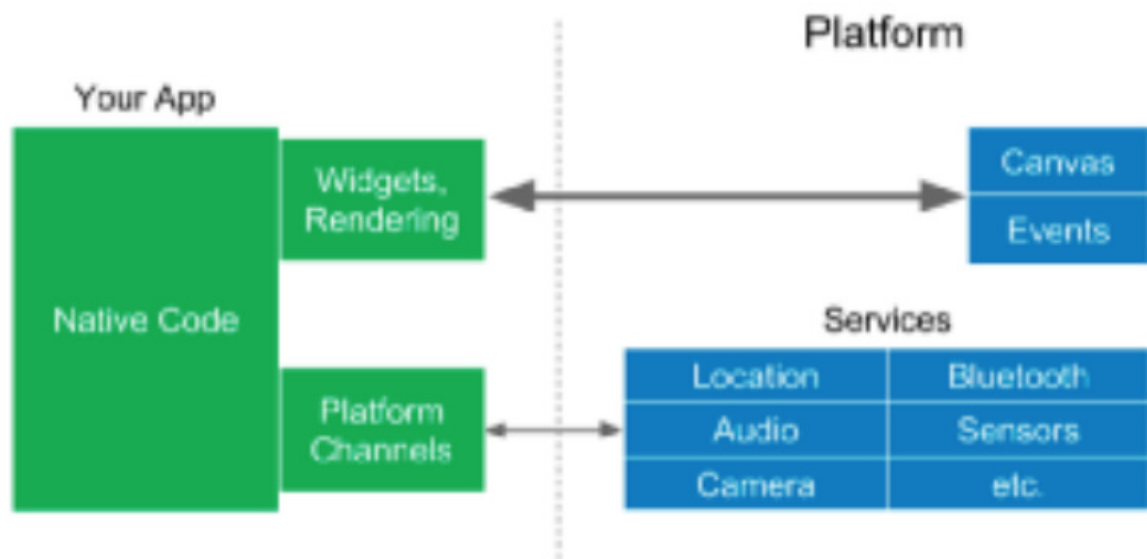 Platform
Your App
Widgets,
Rendering
Canvas
Events
Native Code
Services
Platform
Channels
Location
Bluetooth
Audio
Sensors
Camera
etc.